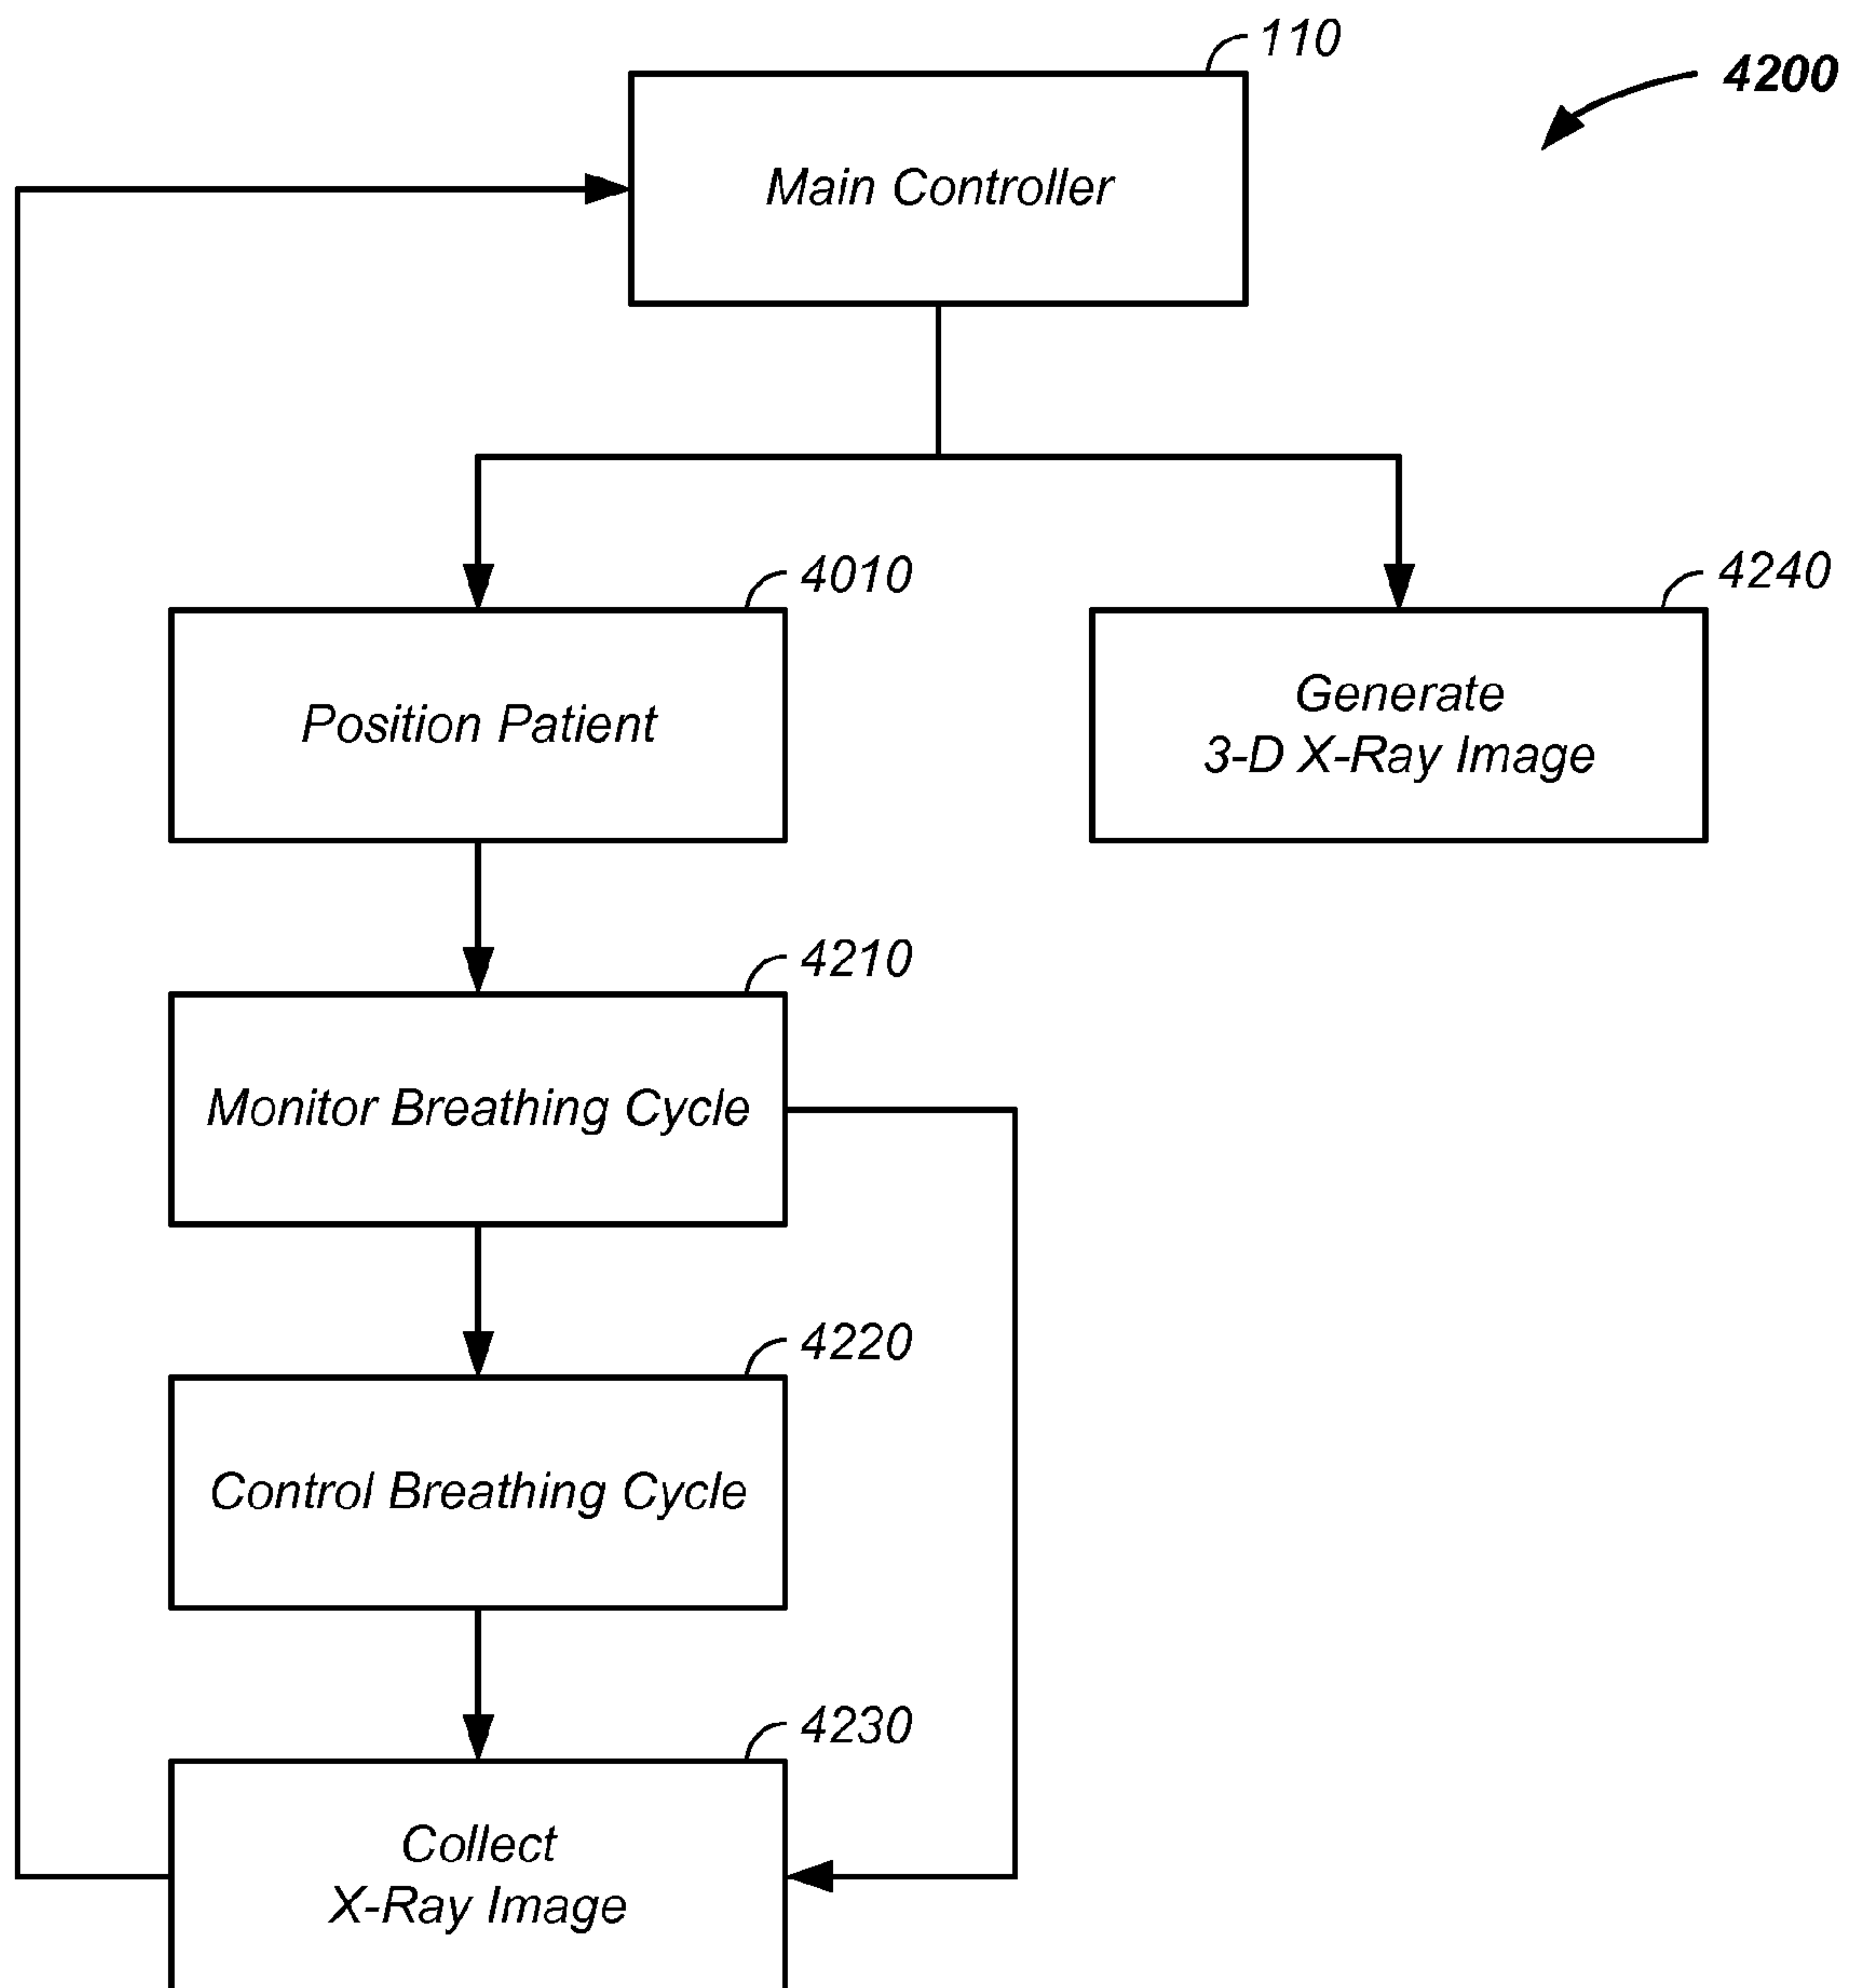 110
4200
Main Controller
4010
4240
Position Patient
Generate
3-D X-Ray Image
4210
Monitor Breathing Cycle
4220
Control Breathing Cycle
4230
Collect
X-Ray Image